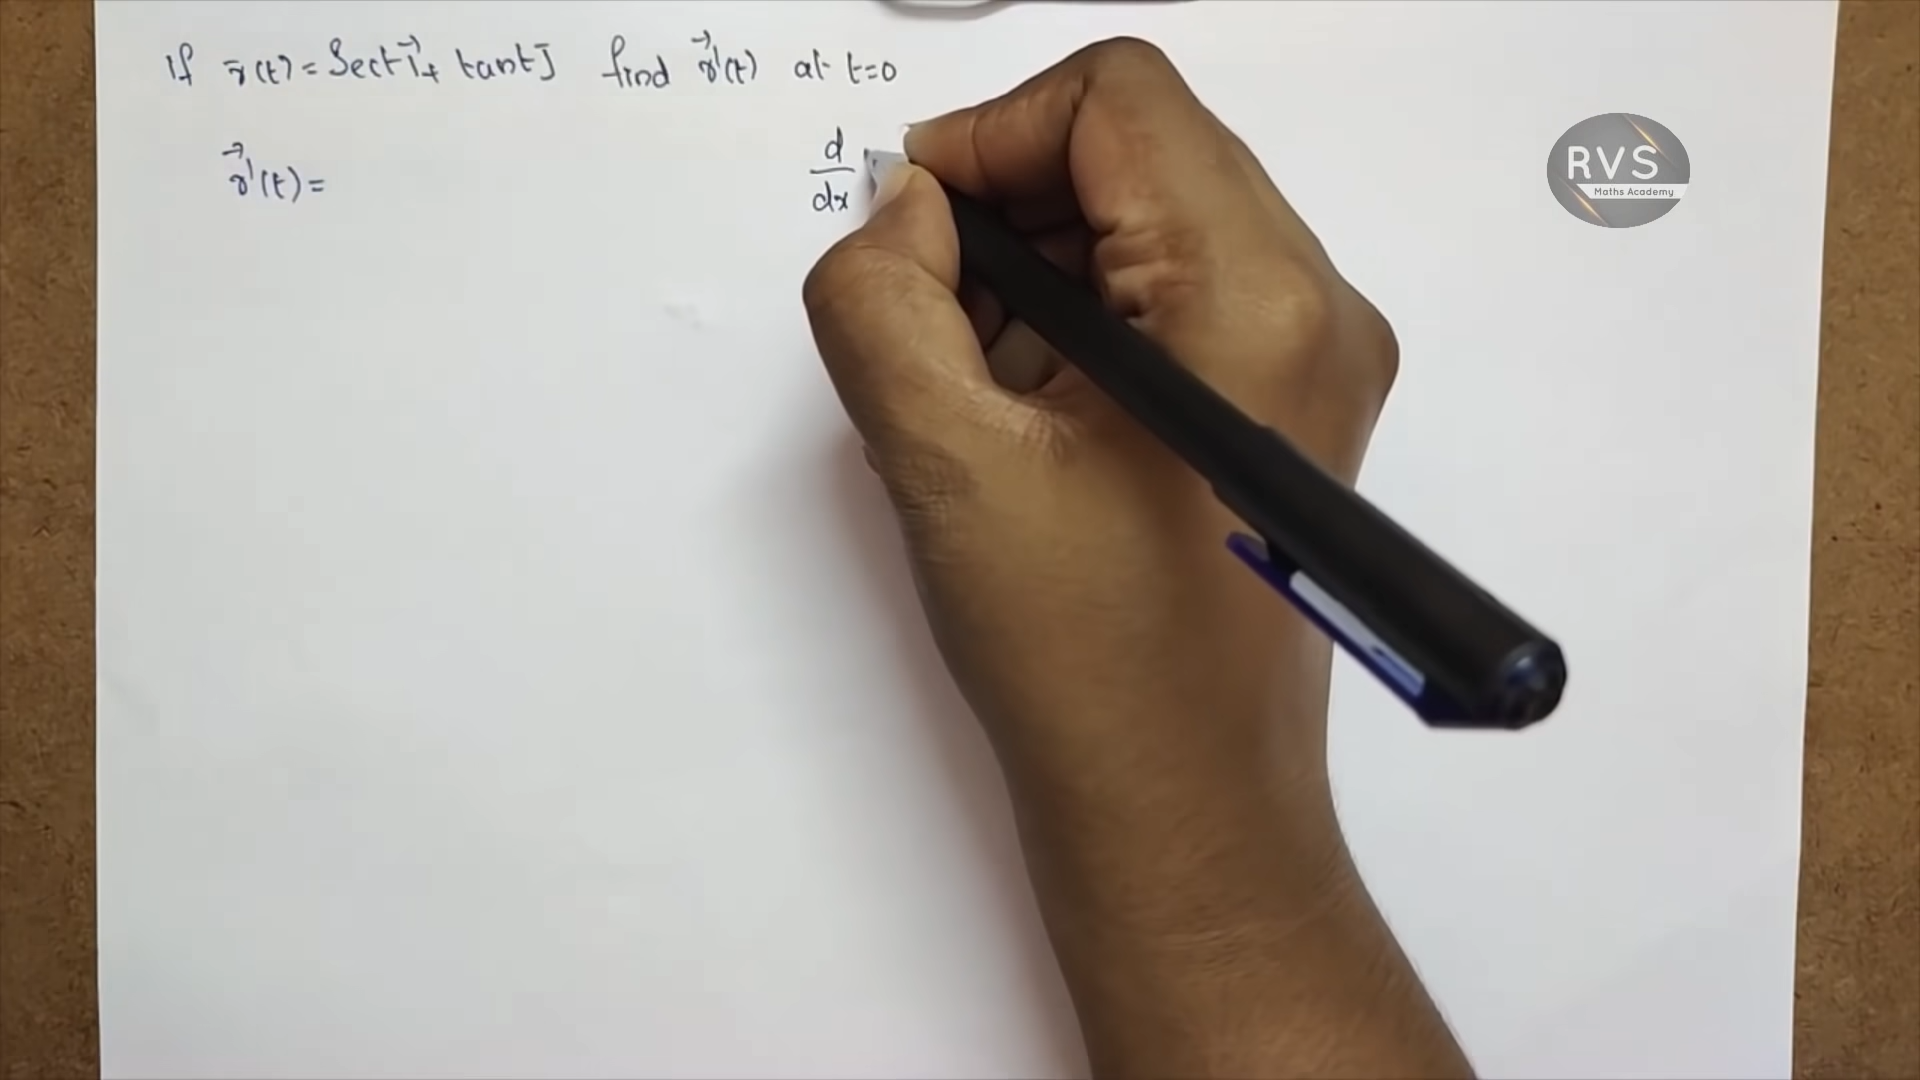 If r̄(t) = Sect i⃗ + tant j find r⃗'(t) at t=0
r⃗'(t) =
d/dx
RVS
Maths Academy